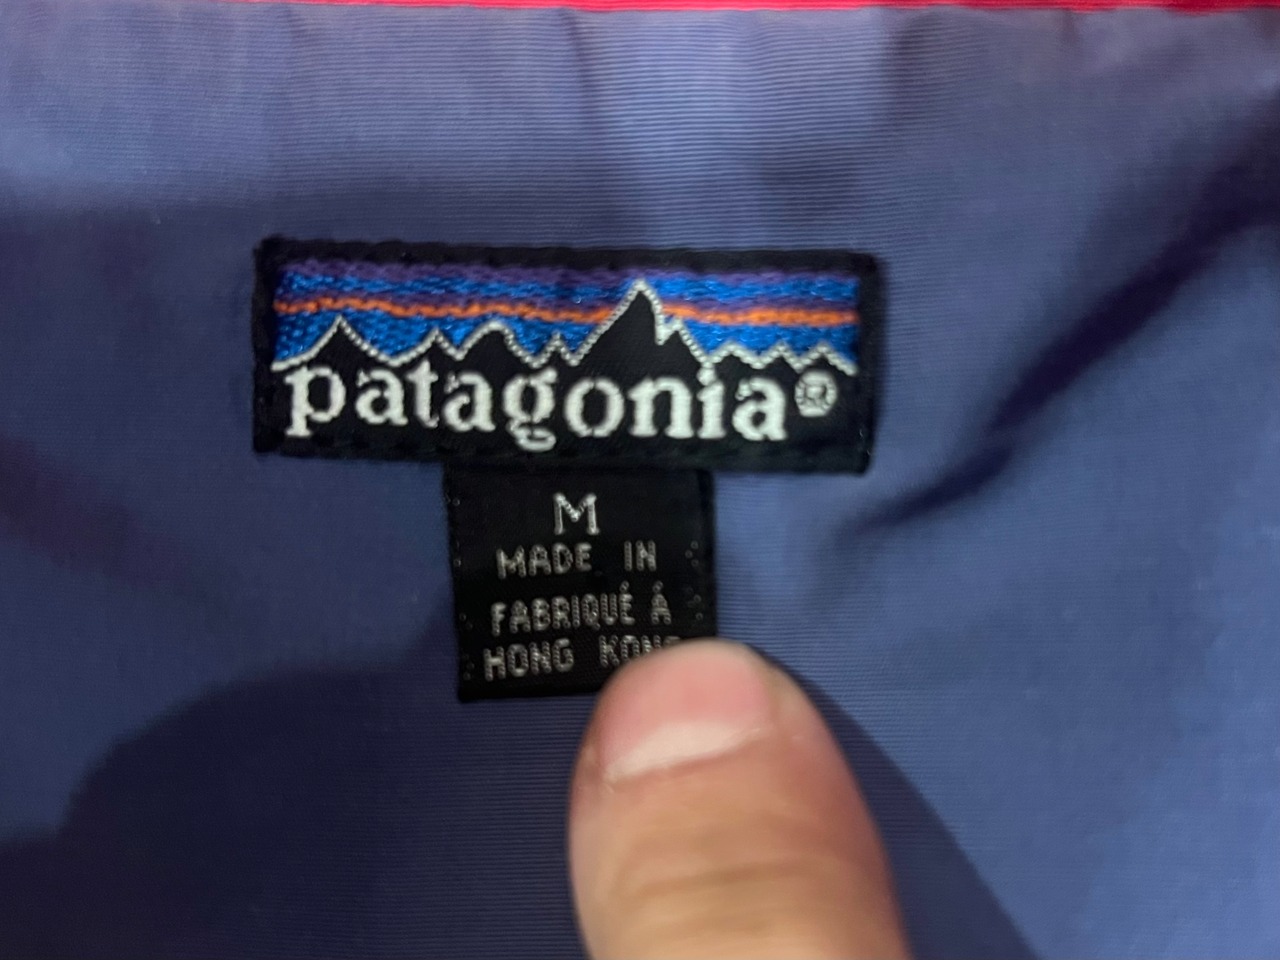 patagonia®
M
MADE IN
FABRIQUÉ À
HONG KONG